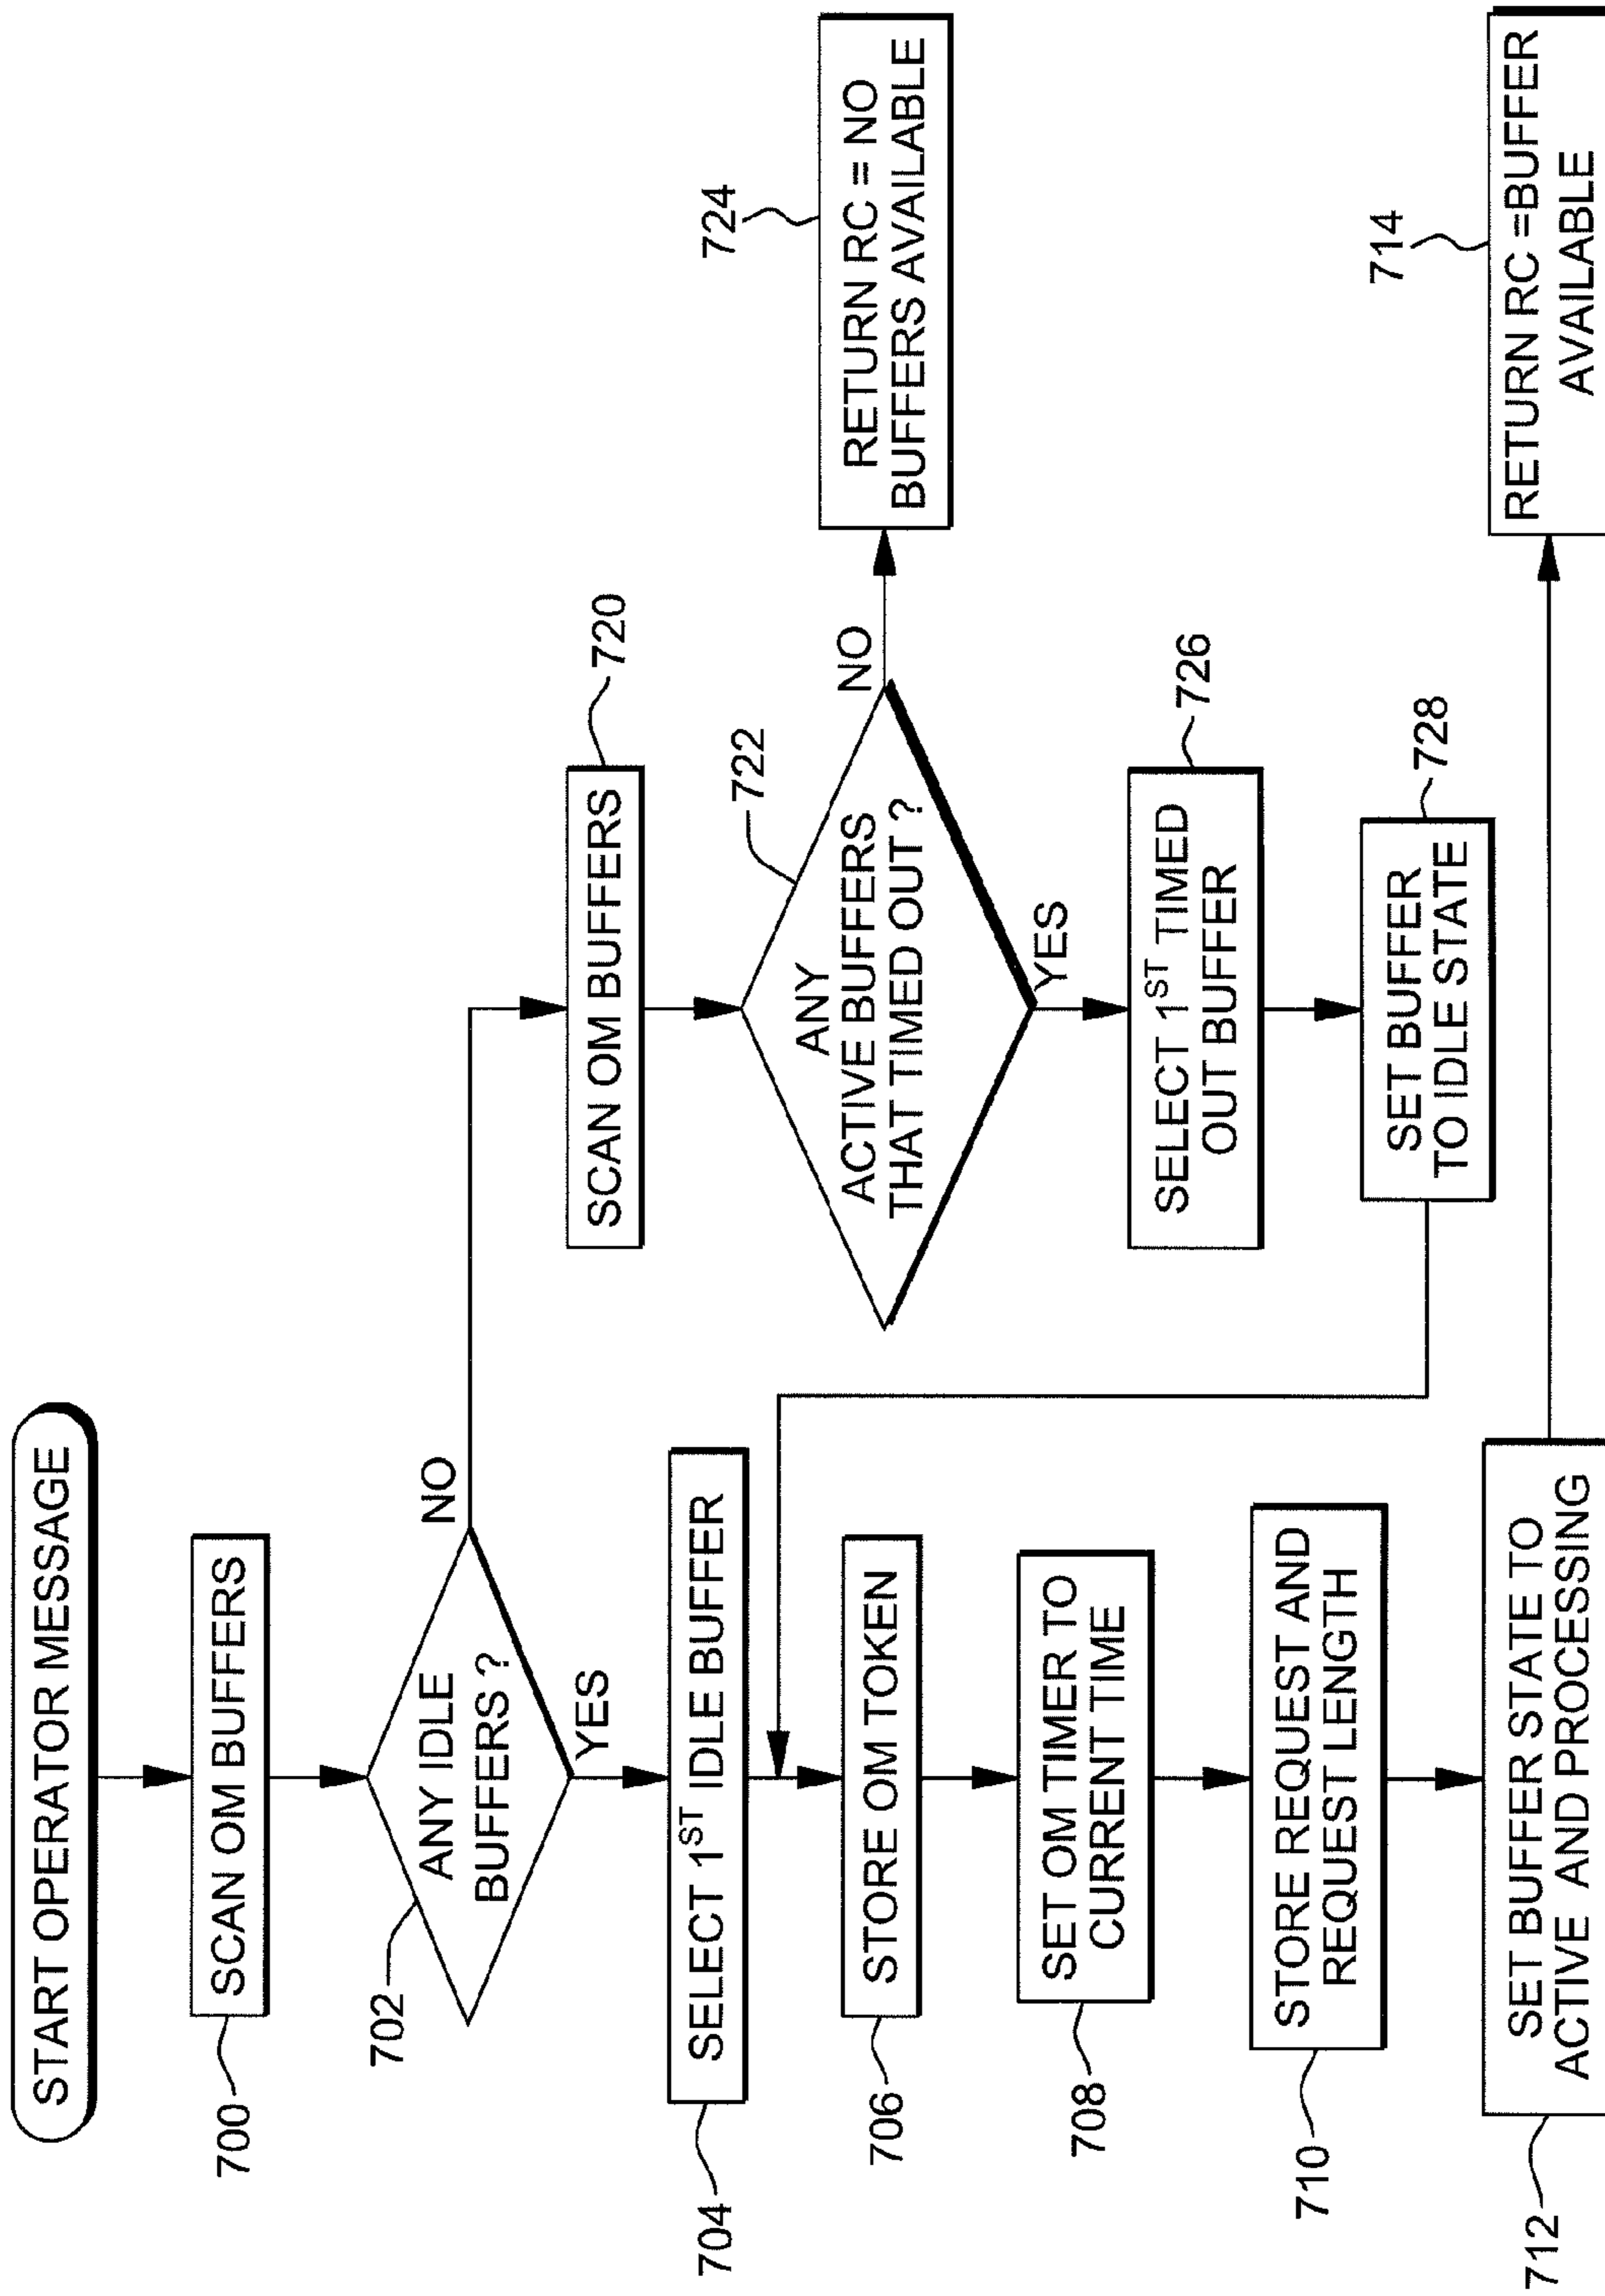 START OPERATOR MESSAGE
700
SCAN OM BUFFERS
702
ANY IDLE
BUFFERS ?
NO
YES
704
SELECT 1ST IDLE BUFFER
706
STORE OM TOKEN
708
SET OM TIMER TO
CURRENT TIME
710
STORE REQUEST AND
REQUEST LENGTH
712
SET BUFFER STATE TO
ACTIVE AND PROCESSING
720
SCAN OM BUFFERS
722
ANY
ACTIVE BUFFERS
THAT TIMED OUT ?
NO
YES
724
RETURN RC = NO
BUFFERS AVAILABLE
726
SELECT 1ST TIMED
OUT BUFFER
728
SET BUFFER
TO IDLE STATE
714
RETURN RC =BUFFER
AVAILABLE